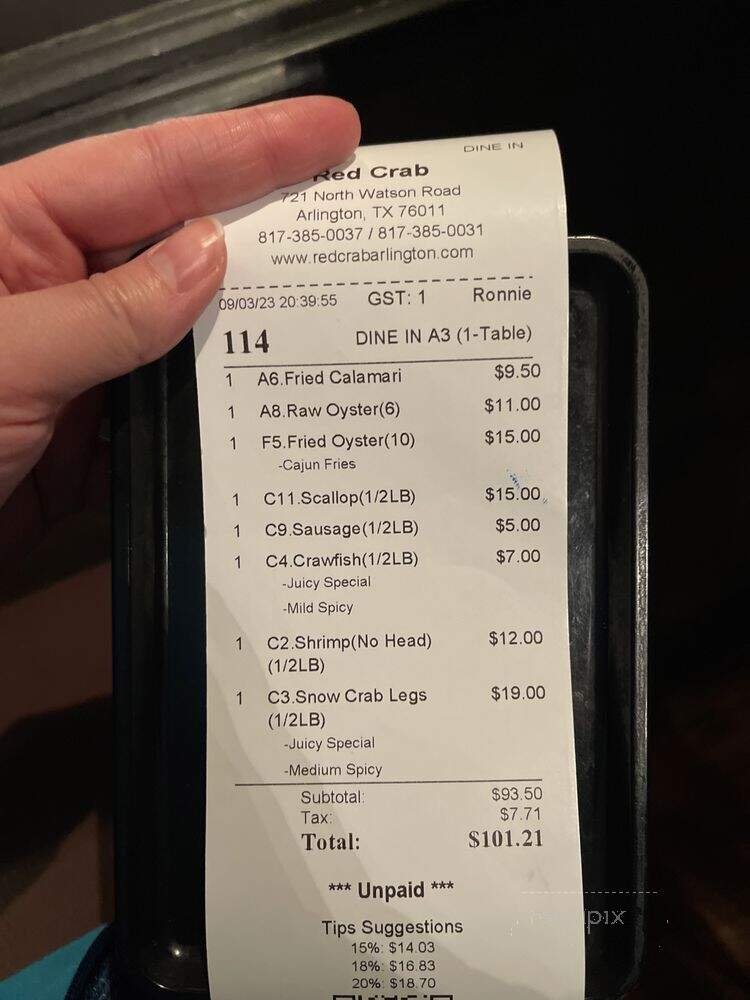 DINE IN
Red Crab
721 North Watson Road
Arlington, TX 76011
817-385-0037 / 817-385-0031
www.redcrabarlington.com
09/03/23 20:39:55 GST: 1 Ronnie
114 DINE IN A3 (1-Table)
1 A6.Fried Calamari $9.50
1 A8.Raw Oyster(6) $11.00
1 F5.Fried Oyster(10) $15.00
-Cajun Fries
1 C11.Scallop(1/2LB) $15.00
1 C9.Sausage(1/2LB) $5.00
1 C4.Crawfish(1/2LB) $7.00
-Juicy Special
-Mild Spicy
1 C2.Shrimp(No Head) $12.00
(1/2LB)
1 C3.Snow Crab Legs $19.00
(1/2LB)
-Juicy Special
-Medium Spicy
Subtotal: $93.50
Tax: $7.71
Total: $101.21
*** Unpaid ***
Tips Suggestions
15%: $14.03
18%: $16.83
20%: $18.70